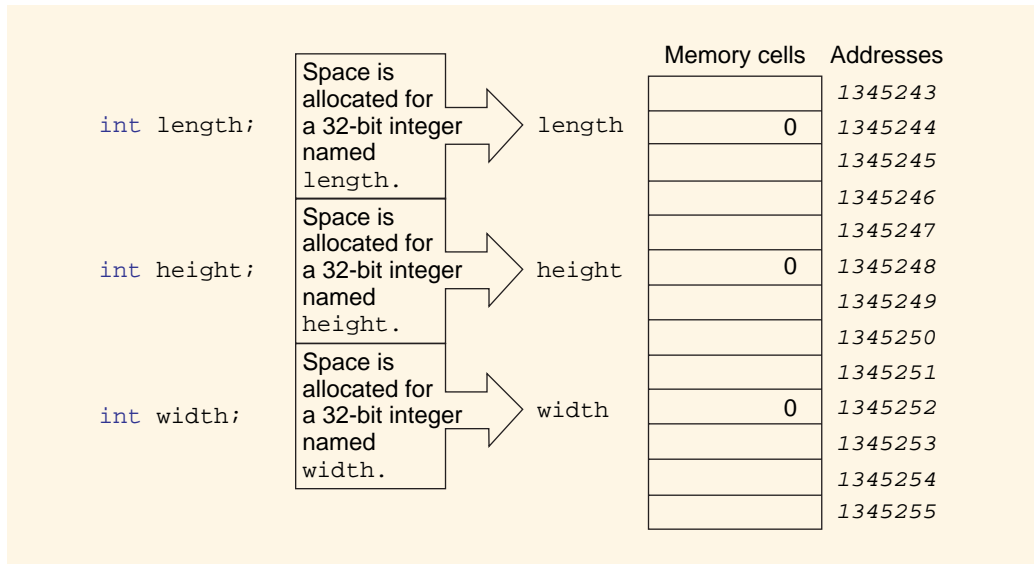 Memory cells Addresses
int length;
Space is
allocated for
a 32-bit integer
named
length.
length
int height;
Space is
allocated for
a 32-bit integer
named
height.
height
int width;
Space is
allocated for
a 32-bit integer
named
width.
width
1345243
0 1345244
1345245
1345246
1345247
0 1345248
1345249
1345250
1345251
0 1345252
1345253
1345254
1345255